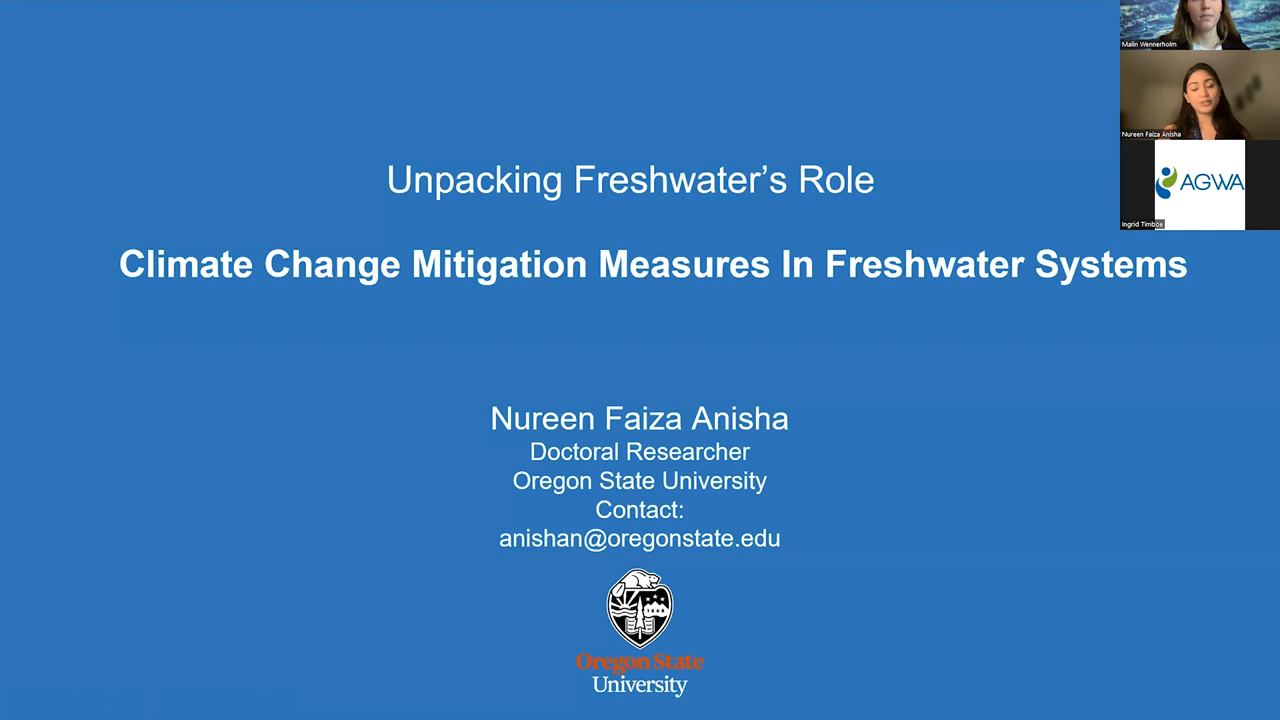 Unpacking Freshwater’s Role
Climate Change Mitigation Measures In Freshwater Systems
Nureen Faiza Anisha
Doctoral Researcher
Oregon State University
Contact:
anishan@oregonstate.edu
1868
Oregon State
University
Malin Wennerholm
Nureen Faiza Anisha
AGWA
Ingrid Timboe